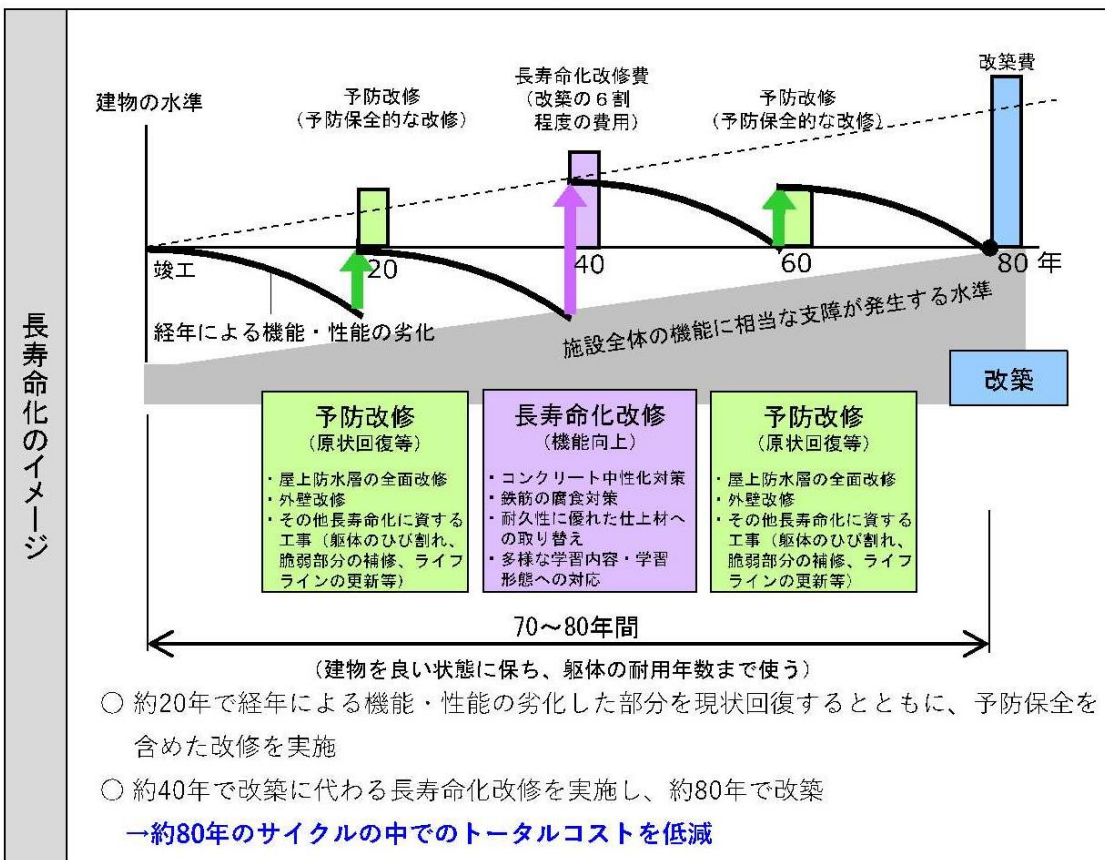 長寿命化のイメージ
建物の水準
予防改修
(予防保全的な改修)
長寿命化改修費
(改築の6割
程度の費用)
予防改修
(予防保全的な改修)
改築費
竣工
20
40
60
80 年
経年による機能・性能の劣化
施設全体の機能に相当な支障が発生する水準
改築
予防改修
(原状回復等)
・屋上防水層の全面改修
・外壁改修
・その他長寿命化に資する
工事(躯体のひび割れ、
脆弱部分の補修、ライフ
ラインの更新等)
長寿命化改修
(機能向上)
・コンクリート中性化対策
・鉄筋の腐食対策
・耐久性に優れた仕上材へ
の取り替え
・多様な学習内容・学習
形態への対応
予防改修
(原状回復等)
・屋上防水層の全面改修
・外壁改修
・その他長寿命化に資する
工事(躯体のひび割れ、
脆弱部分の補修、ライフ
ラインの更新等)
70~80年間
(建物を良い状態に保ち、躯体の耐用年数まで使う)
○ 約20年で経年による機能・性能の劣化した部分を現状回復するとともに、予防保全を
含めた改修を実施
○ 約40年で改築に代わる長寿命化改修を実施し、約80年で改築
→約80年のサイクルの中でのトータルコストを低減